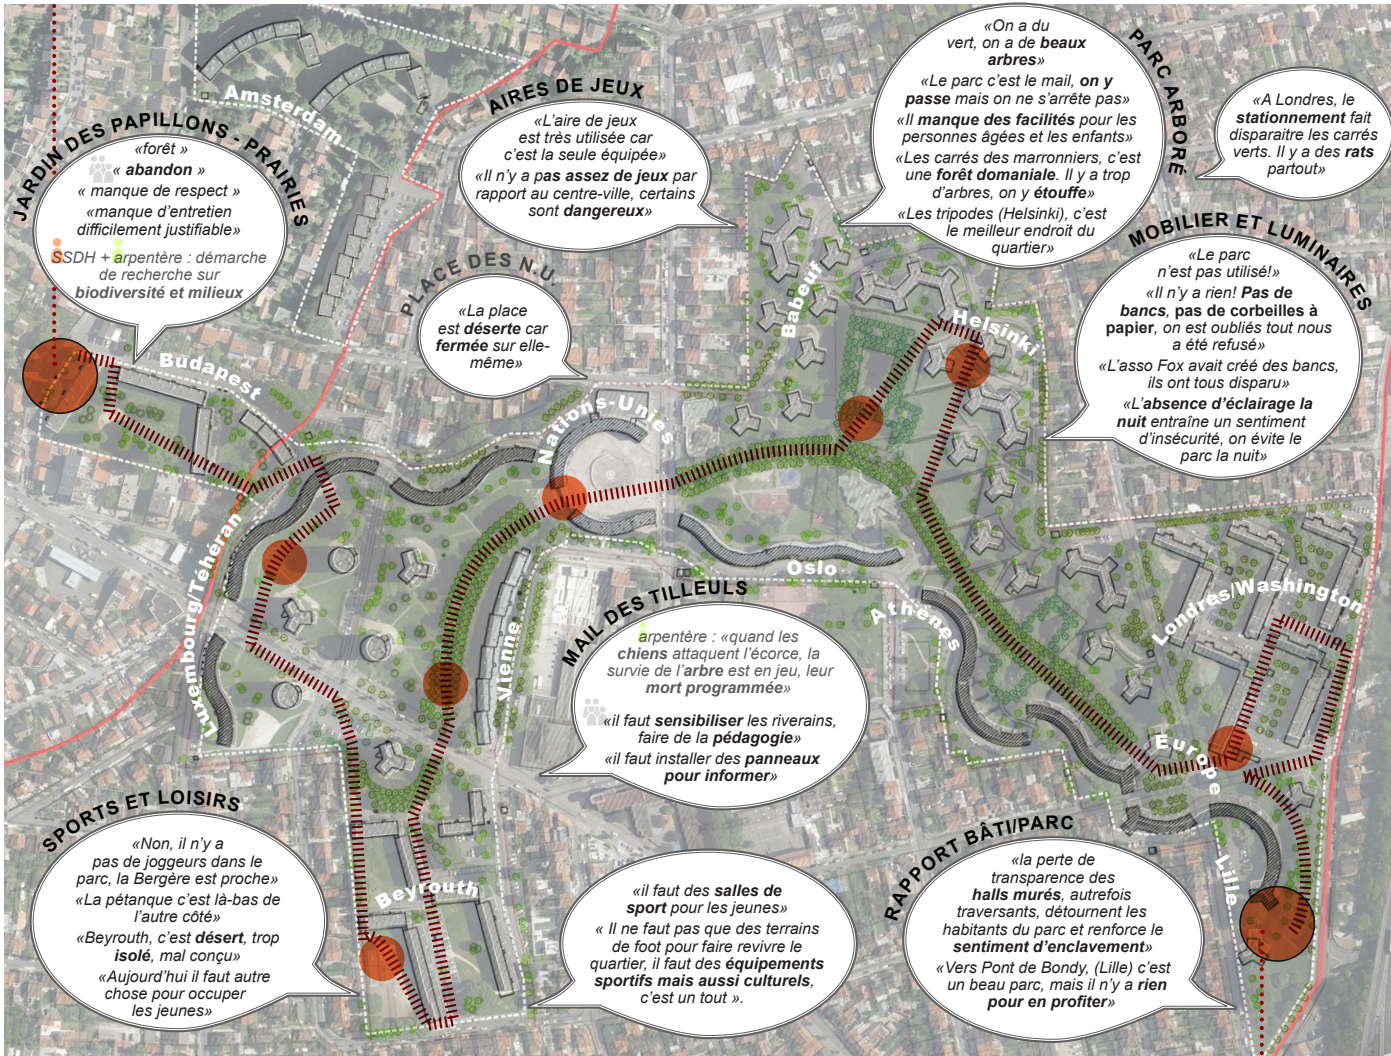 Amsterdam
JARDIN DES PAPILLONS - PRAIRIES
«forêt »
« abandon »
« manque de respect »
«manque d'entretien
difficilement justifiable»
SSDH + arpentère : démarche
de recherche sur
biodiversité et milieux
AIRES DE JEUX
«L'aire de jeux
est très utilisée car
c'est la seule équipée»
«Il n'y a pas assez de jeux par
rapport au centre-ville, certains
sont dangereux»
PARC ARBORÉ
«On a du
vert, on a de beaux
arbres»
«Le parc c'est le mail, on y
passe mais on ne s'arrête pas»
«Il manque des facilités pour les
personnes âgées et les enfants»
«Les carrés des marronniers, c'est
une forêt domaniale. Il y a trop
d'arbres, on y étouffe»
«Les tripodes (Helsinki), c'est
le meilleur endroit du
quartier»
«A Londres, le
stationnement fait
disparaitre les carrés
verts. Il y a des rats
partout»
PLACE DES N.U.
«La place
est déserte car
fermée sur elle-
même»
MOBILIER ET LUMINAIRES
«Le parc
n'est pas utilisé!»
«Il n'y a rien! Pas de
bancs, pas de corbeilles à
papier, on est oubliés tout nous
a été refusé»
«L'asso Fox avait créé des bancs,
ils ont tous disparu»
«L'absence d'éclairage la
nuit entraîne un sentiment
d'insécurité, on évite le
parc la nuit»
Budapest
Babeuf
Helsinki
Nations-Unies
Luxembourg/Téhéran
Oslo
Vienne
Athènes
Londres/Washington
Europe
Lille
Beyrouth
MAIL DES TILLEULS
arpentère : «quand les
chiens attaquent l'écorce, la
survie de l'arbre est en jeu, leur
mort programmée»
«il faut sensibiliser les riverains,
faire de la pédagogie»
«il faut installer des panneaux
pour informer»
SPORTS ET LOISIRS
«Non, il n'y a
pas de joggeurs dans le
parc, la Bergère est proche»
«La pétanque c'est là-bas de
l'autre côté»
«Beyrouth, c'est désert, trop
isolé, mal conçu»
«Aujourd'hui il faut autre
chose pour occuper
les jeunes»
«il faut des salles de
sport pour les jeunes»
« Il ne faut pas que des terrains
de foot pour faire revivre le
quartier, il faut des équipements
sportifs mais aussi culturels,
c'est un tout ».
RAPPORT BÂTI/PARC
«la perte de
transparence des
halls murés, autrefois
traversants, détournent les
habitants du parc et renforce le
sentiment d'enclavement»
«Vers Pont de Bondy, (Lille) c'est
un beau parc, mais il n'y a rien
pour en profiter»